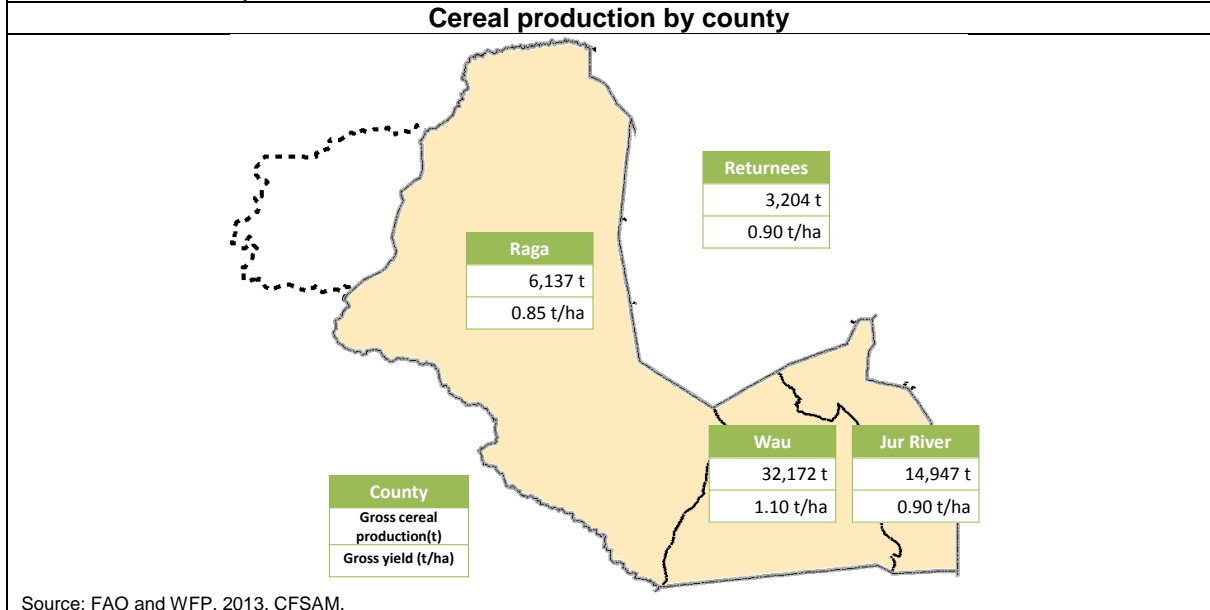 Cereal production by county
Returnees
3,204 t
0.90 t/ha
Raga
6,137 t
0.85 t/ha
Wau
32,172 t
1.10 t/ha
Jur River
14,947 t
0.90 t/ha
County
Gross cereal
production(t)
Gross yield (t/ha)
Source: FAO and WFP, 2013, CFSAM.